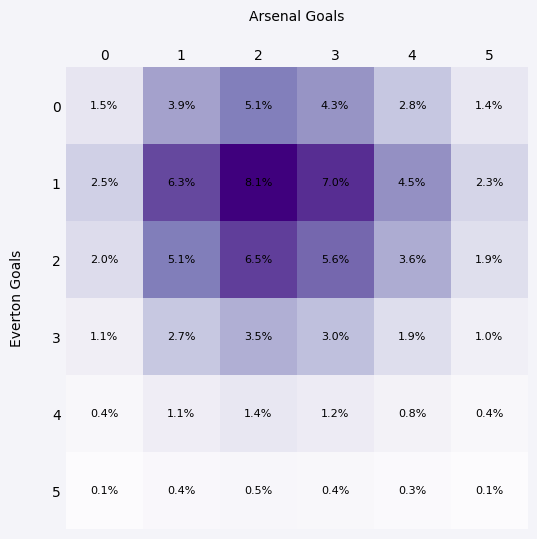 Arsenal Goals
0 1 2 3 4 5
0 1.5% 3.9% 5.1% 4.3% 2.8% 1.4%
1 2.5% 6.3% 8.1% 7.0% 4.5% 2.3%
2 2.0% 5.1% 6.5% 5.6% 3.6% 1.9%
3 1.1% 2.7% 3.5% 3.0% 1.9% 1.0%
4 0.4% 1.1% 1.4% 1.2% 0.8% 0.4%
5 0.1% 0.4% 0.5% 0.4% 0.3% 0.1%
Everton Goals